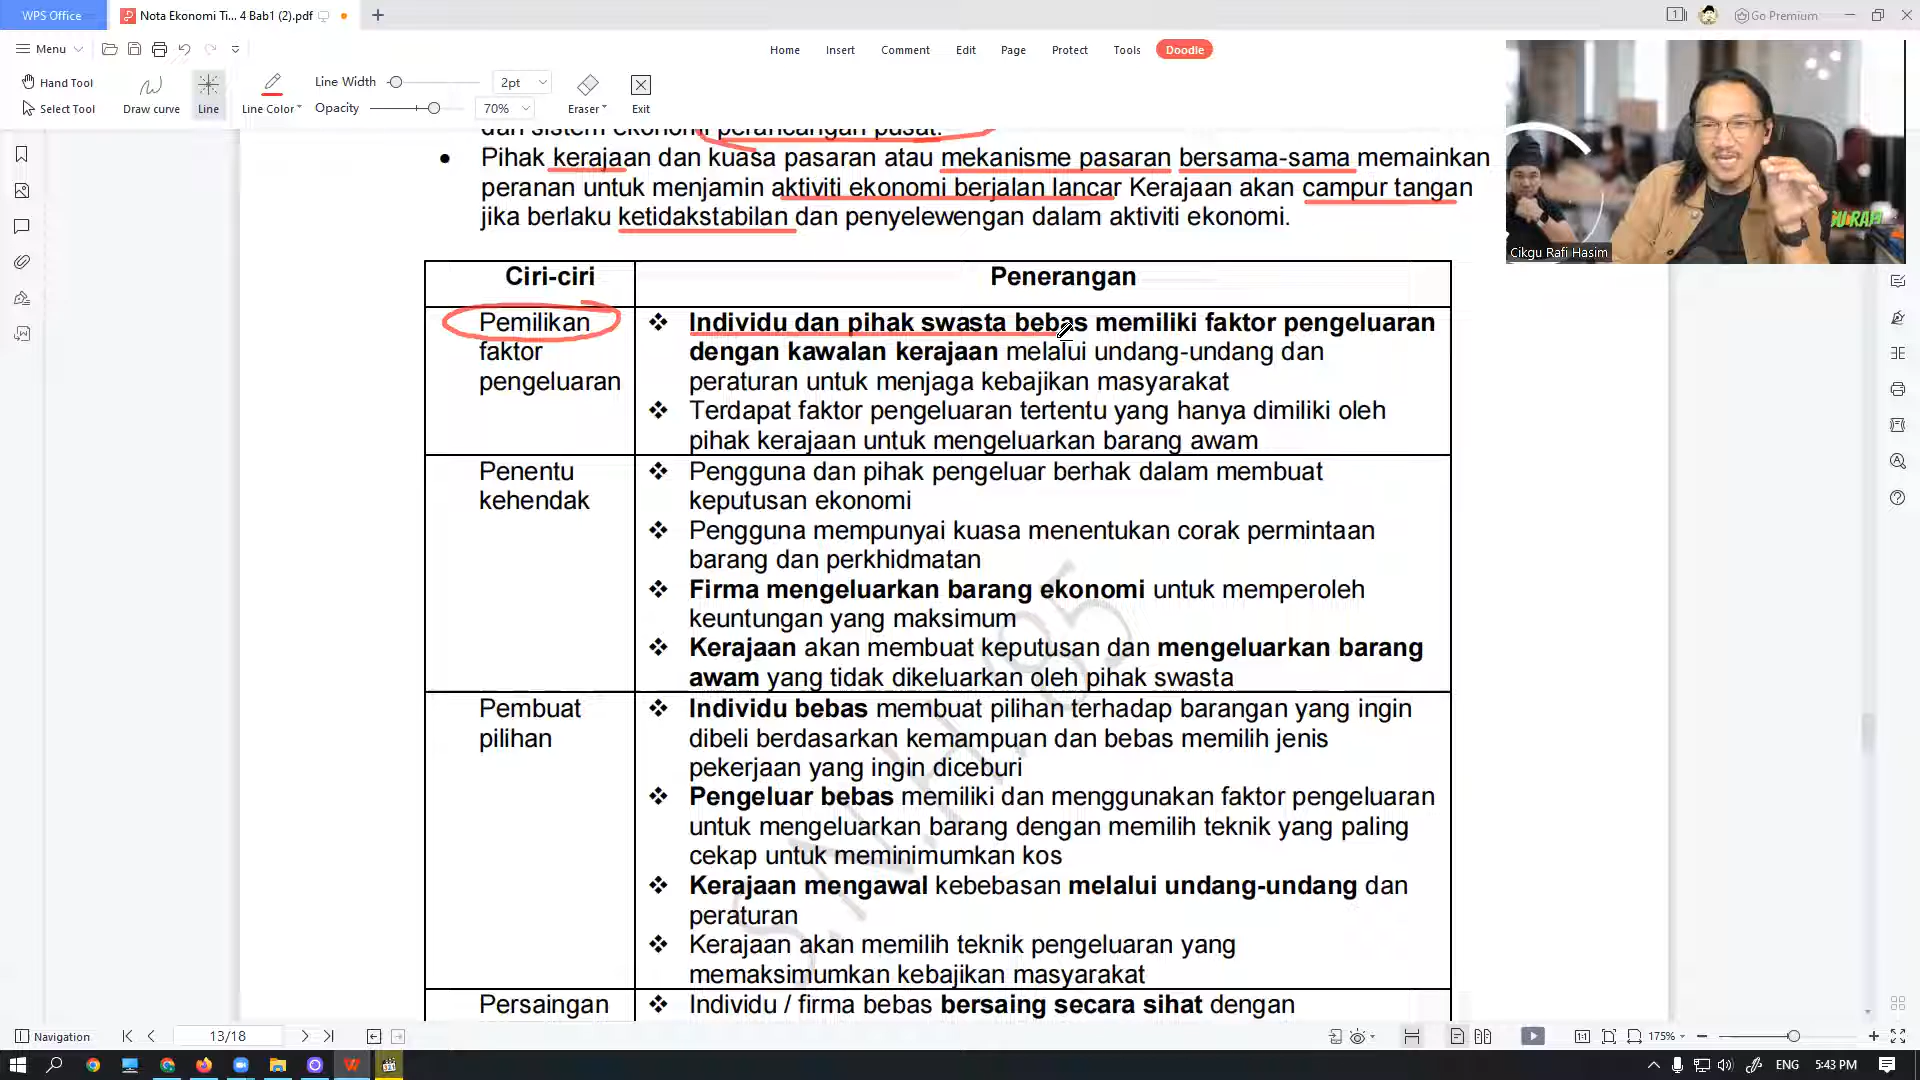 WPS Office
Nota Ekonomi Ti... 4 Bab1 (2).pdf
1
Go Premium
Menu
Home
Insert
Comment
Edit
Page
Protect
Tools
Doodle
Hand Tool
Select Tool
Draw curve
Line
Line Color
Line Width
2pt
Opacity
70%
Eraser
Exit
dan sistem ekonomi perancangan pusat.
Pihak kerajaan dan kuasa pasaran atau mekanisme pasaran bersama-sama memainkan
peranan untuk menjamin aktiviti ekonomi berjalan lancar Kerajaan akan campur tangan
jika berlaku ketidakstabilan dan penyelewengan dalam aktiviti ekonomi.
GU RAFI
Cikgu Rafi Hasim
Ciri-ciri
Penerangan
Pemilikan
faktor
pengeluaran
❖ Individu dan pihak swasta bebas memiliki faktor pengeluaran
dengan kawalan kerajaan melalui undang-undang dan
peraturan untuk menjaga kebajikan masyarakat
❖ Terdapat faktor pengeluaran tertentu yang hanya dimiliki oleh
pihak kerajaan untuk mengeluarkan barang awam
Penentu
kehendak
❖ Pengguna dan pihak pengeluar berhak dalam membuat
keputusan ekonomi
❖ Pengguna mempunyai kuasa menentukan corak permintaan
barang dan perkhidmatan
❖ Firma mengeluarkan barang ekonomi untuk memperoleh
keuntungan yang maksimum
❖ Kerajaan akan membuat keputusan dan mengeluarkan barang
awam yang tidak dikeluarkan oleh pihak swasta
Pembuat
pilihan
❖ Individu bebas membuat pilihan terhadap barangan yang ingin
dibeli berdasarkan kemampuan dan bebas memilih jenis
pekerjaan yang ingin diceburi
❖ Pengeluar bebas memiliki dan menggunakan faktor pengeluaran
untuk mengeluarkan barang dengan memilih teknik yang paling
cekap untuk meminimumkan kos
❖ Kerajaan mengawal kebebasan melalui undang-undang dan
peraturan
❖ Kerajaan akan memilih teknik pengeluaran yang
memaksimumkan kebajikan masyarakat
Persaingan
❖ Individu / firma bebas bersaing secara sihat dengan
Navigation
13/18
175%
ENG
5:43 PM